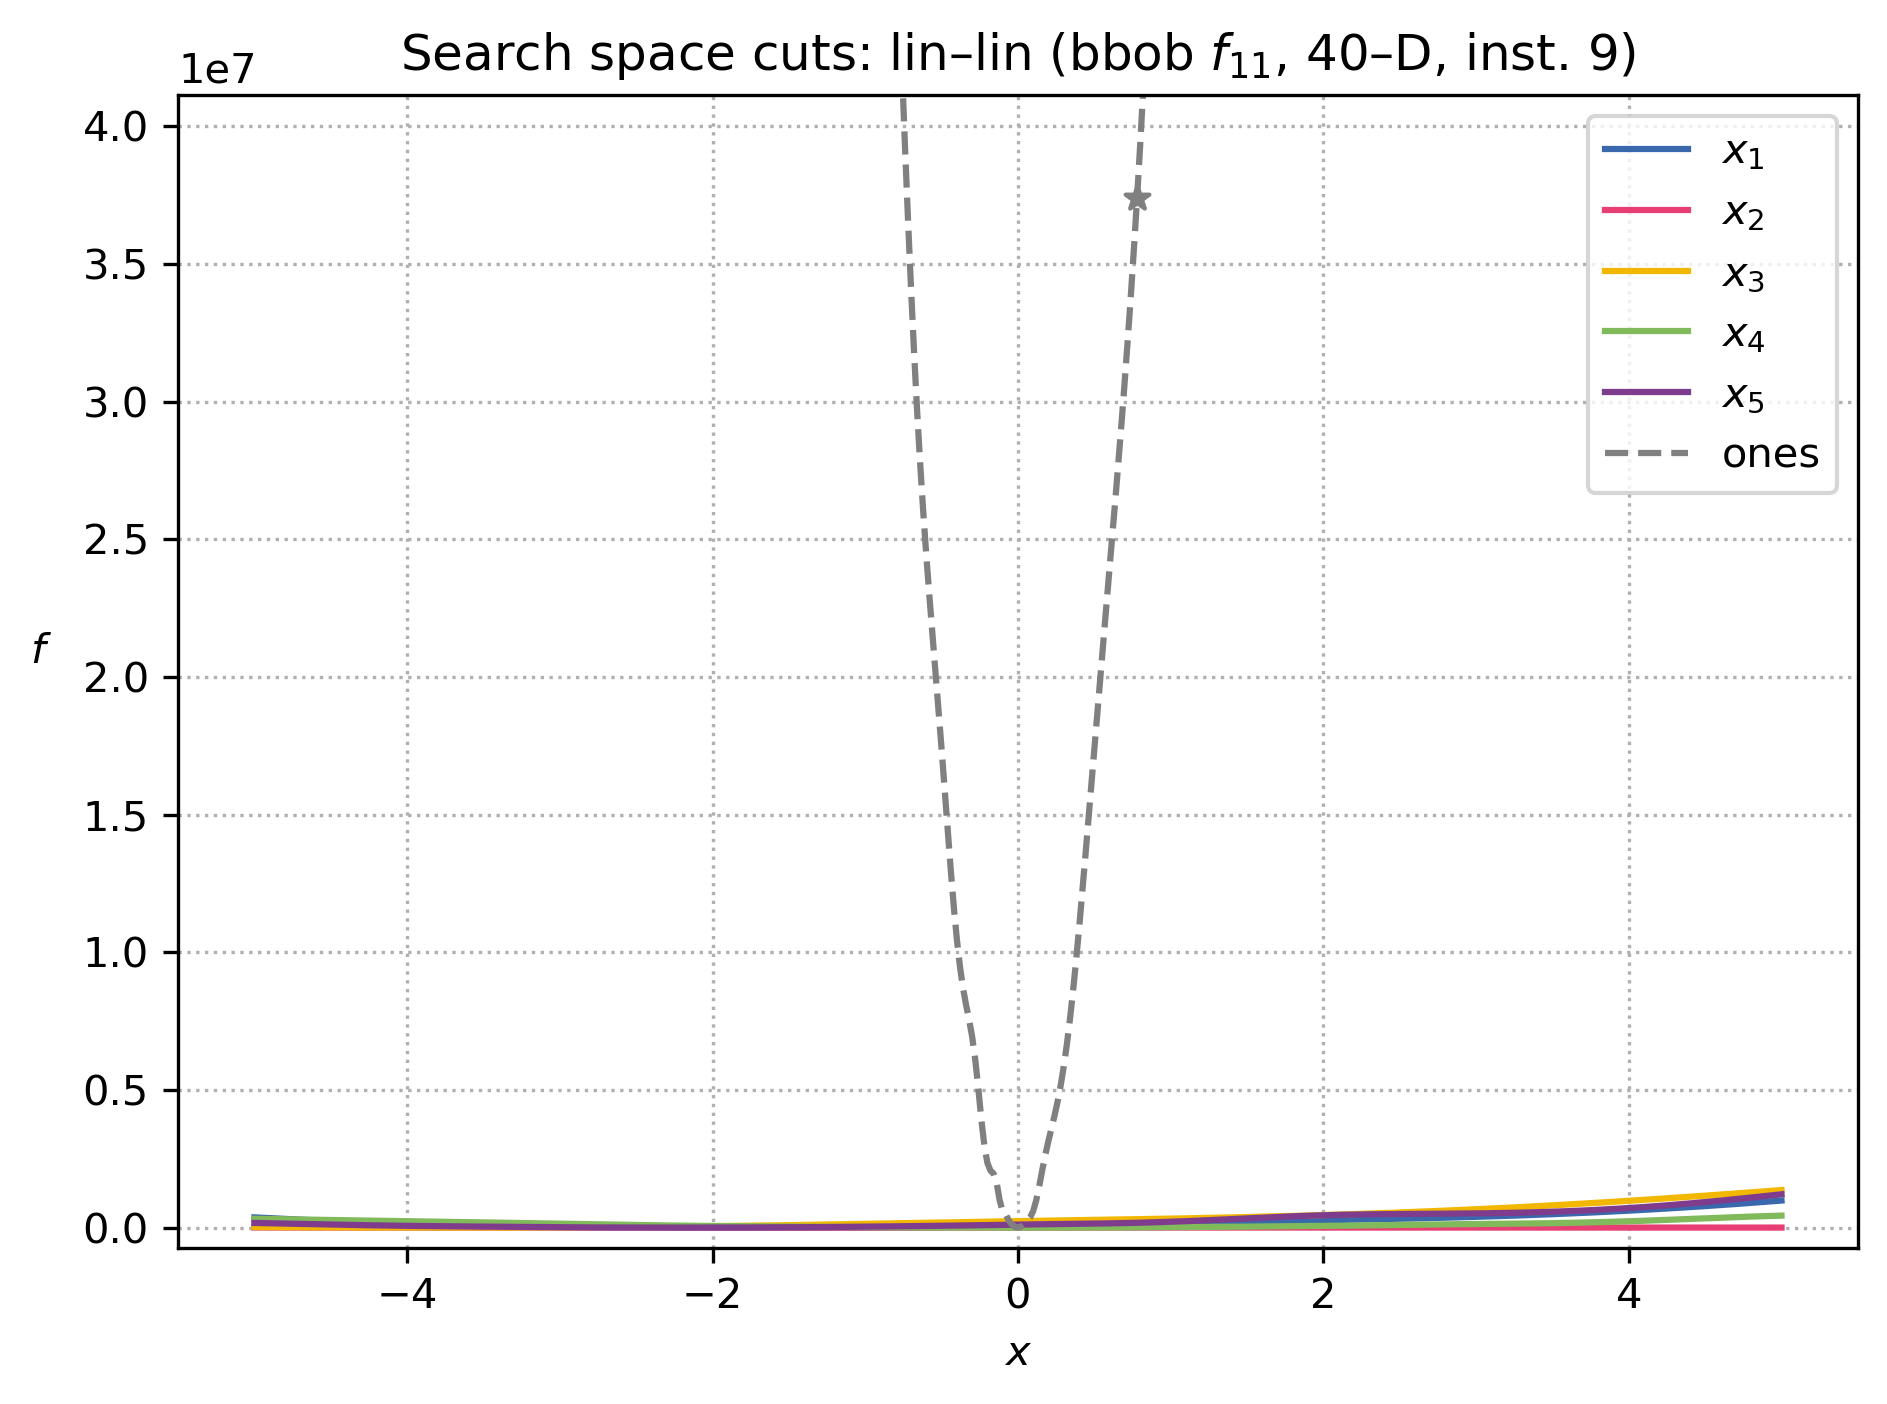 Search space cuts: lin–lin (bbob f₁₁, 40–D, inst. 9)
1e7
4.0
3.5
3.0
2.5
2.0
1.5
1.0
0.5
0.0
f
−4 −2 0 2 4
x
x₁
x₂
x₃
x₄
x₅
ones